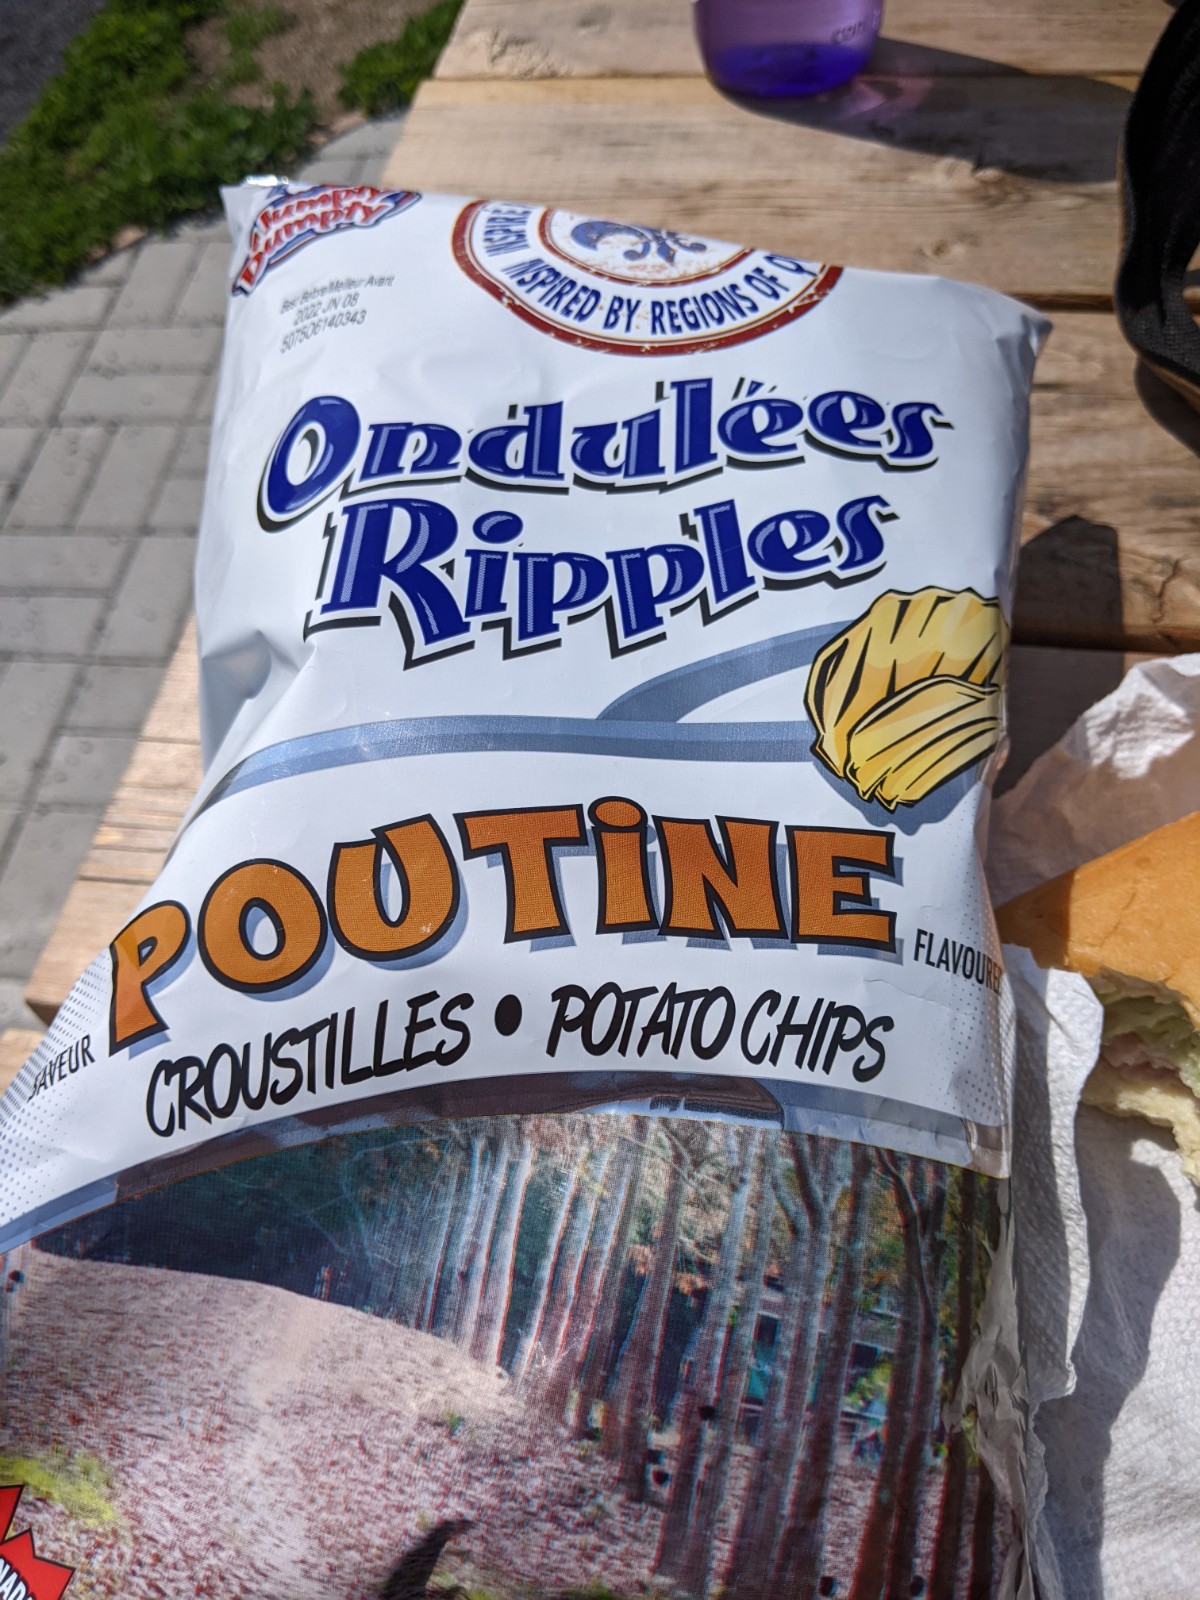 Humpty
Dumpty
Best Before/Meilleur Avant
2022 JN 08
507506140343
INSPIRED BY REGIONS OF
Ondulées
Ripples
POUTINE
SAVEUR
FLAVOURED
CROUSTILLES • POTATO CHIPS